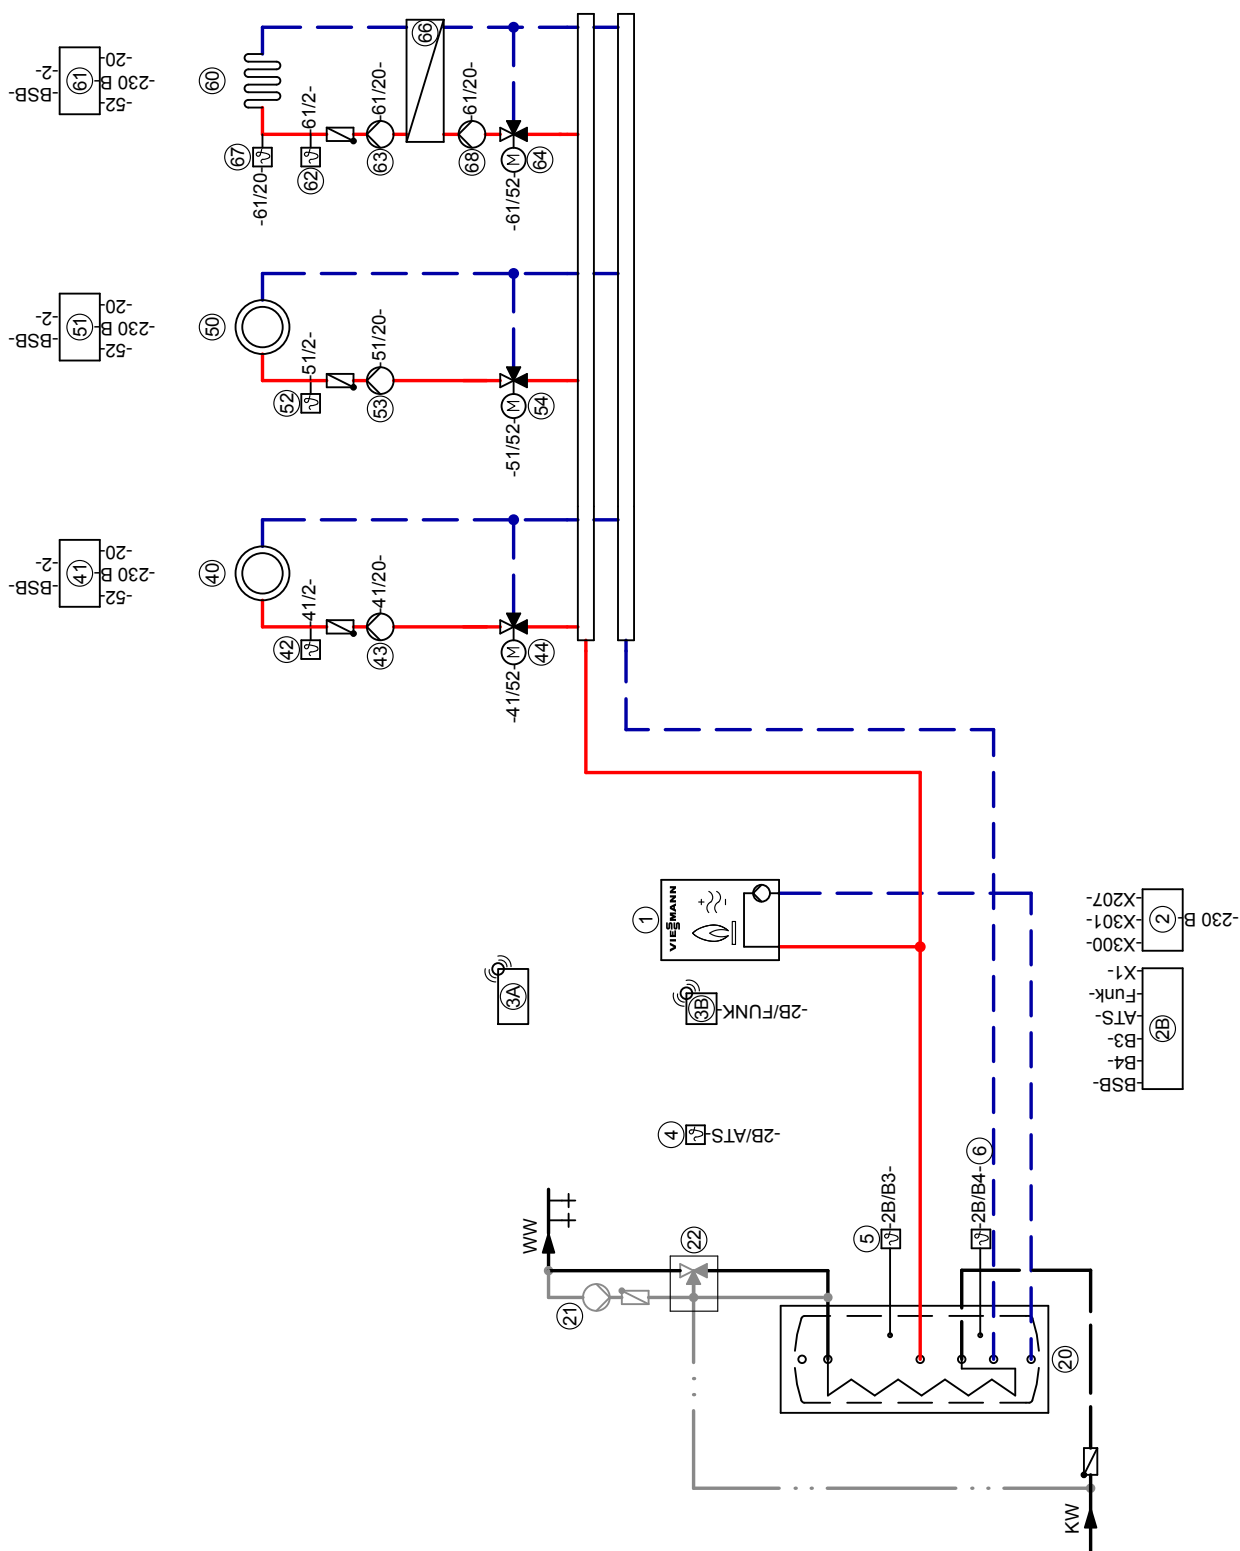 60
61
-BSB-
-2-
-20-
-230 B-
-52-
66
67
-61/20-
62
-61/2-
63
-61/20-
68
-61/20-
64
M
-61/52-
50
51
-BSB-
-2-
-20-
-230 B-
-52-
52
-51/2-
53
-51/20-
54
M
-51/52-
40
41
-BSB-
-2-
-20-
-230 B-
-52-
42
-41/2-
43
-41/20-
44
M
-41/52-
1
VIESSMANN
+
-
3A
3B
-2B/FUNK-
4
-2B/ATS-
2
-X207-
-X301-
-X300-
-230 B-
2B
-X1-
-Funk-
-ATS-
-B3-
-B4-
-BSB-
WW
21
22
5
-2B/B3-
6
-2B/B4-
20
KW